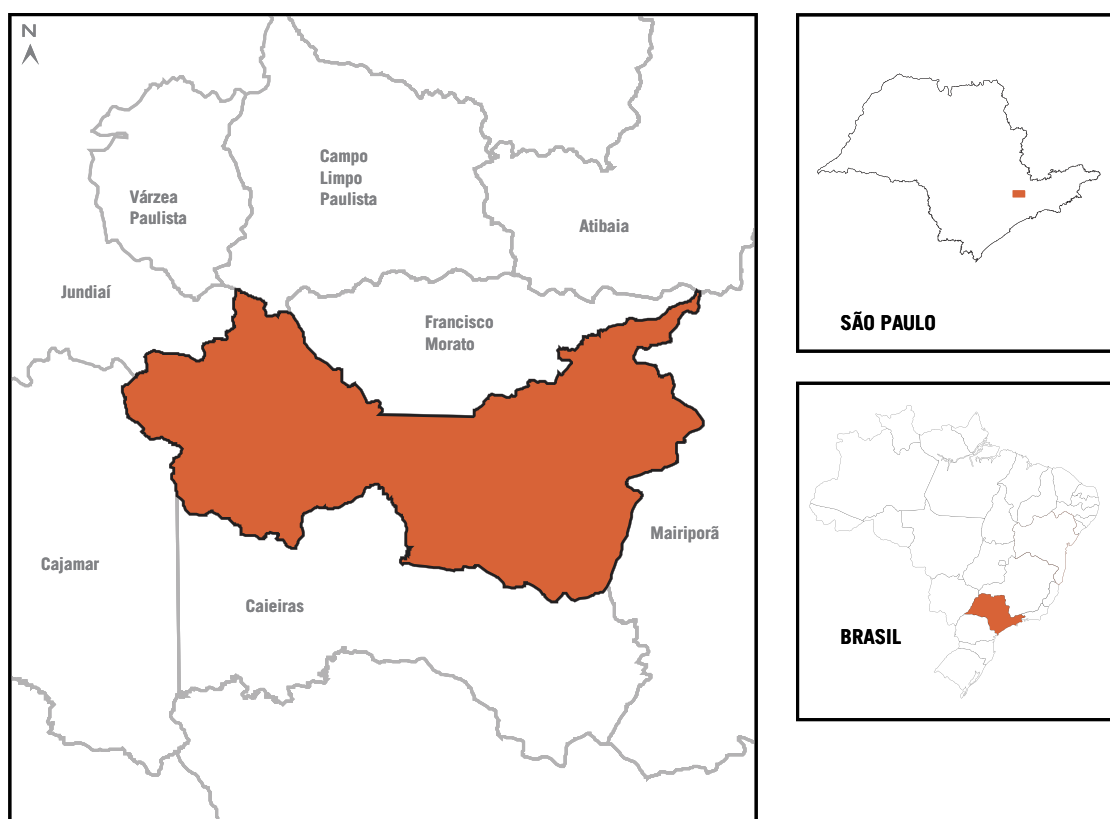 N
Campo
Limpo
Paulista
Várzea
Paulista
Atibaia
Jundiaí
Francisco
Morato
Mairiporã
Cajamar
Caieiras
SÃO PAULO
BRASIL